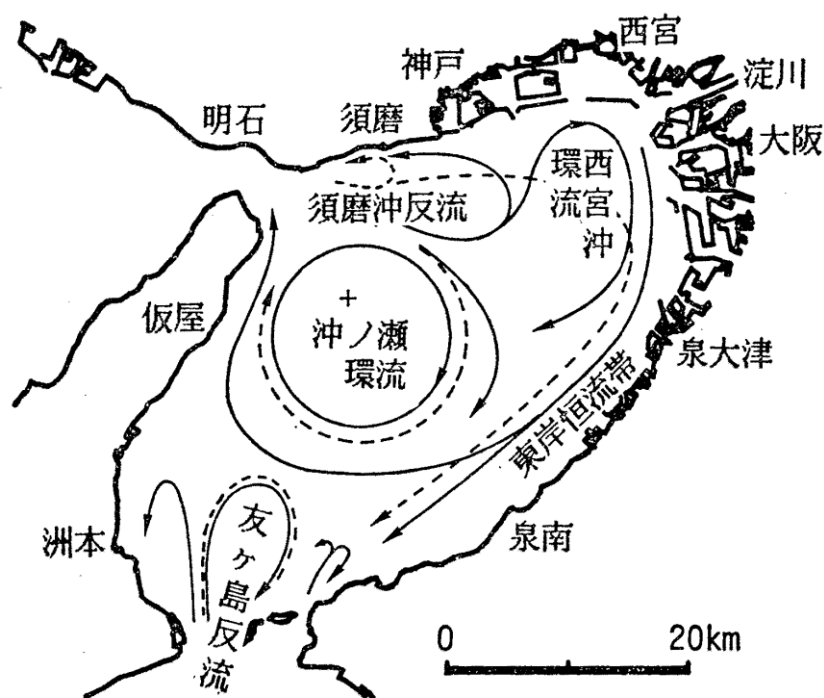 西宮
神戸
淀川
明石
須磨
大阪
西宮沖
環流
須磨沖反流
仮屋
沖ノ瀬
環流
泉大津
東岸恒流帯
友ヶ島反流
洲本
泉南
0
20km